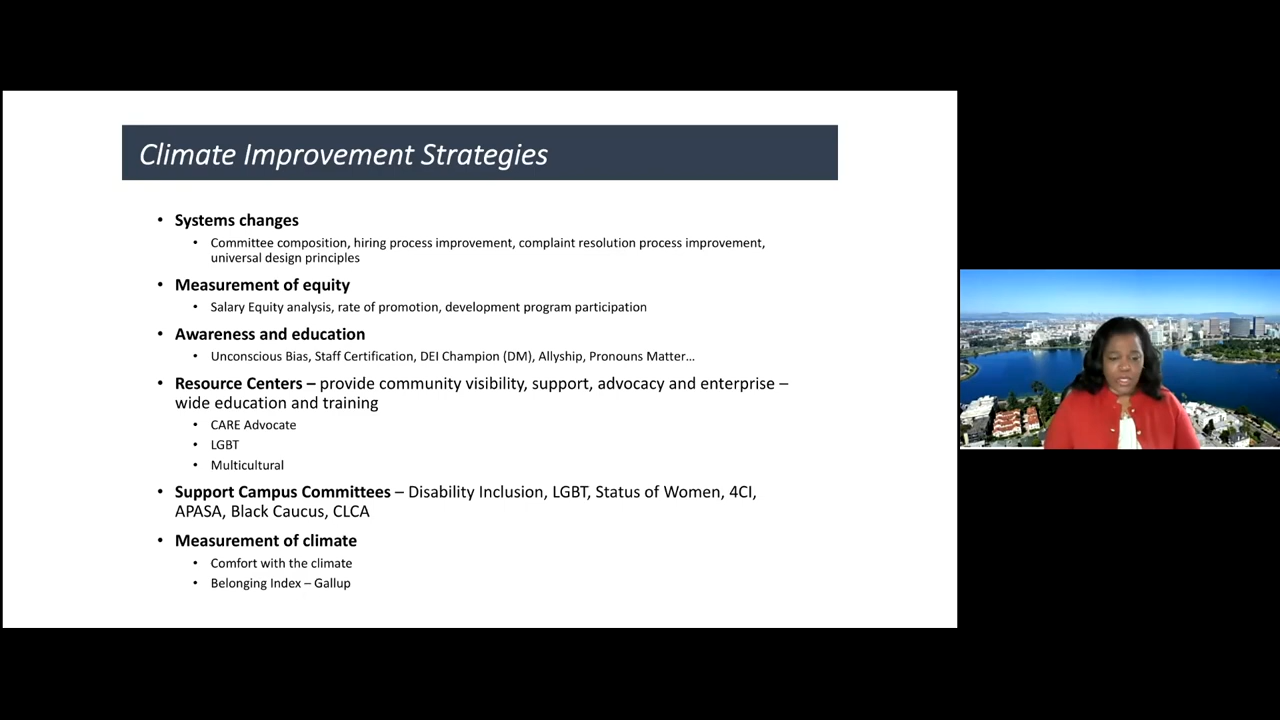 Climate Improvement Strategies
• Systems changes
• Committee composition, hiring process improvement, complaint resolution process improvement,
universal design principles
• Measurement of equity
• Salary Equity analysis, rate of promotion, development program participation
• Awareness and education
• Unconscious Bias, Staff Certification, DEI Champion (DM), Allyship, Pronouns Matter…
• Resource Centers – provide community visibility, support, advocacy and enterprise –
wide education and training
• CARE Advocate
• LGBT
• Multicultural
• Support Campus Committees – Disability Inclusion, LGBT, Status of Women, 4CI,
APASA, Black Caucus, CLCA
• Measurement of climate
• Comfort with the climate
• Belonging Index – Gallup